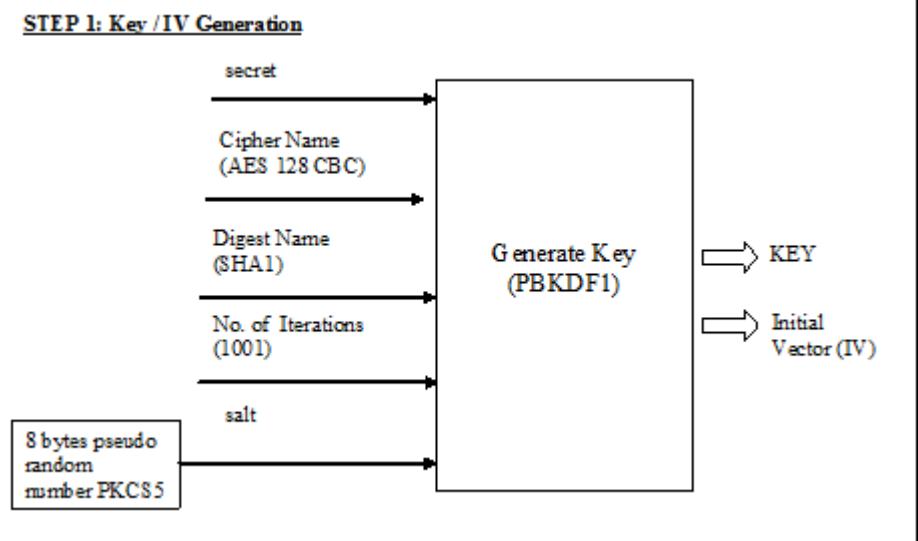 STEP 1: Key / IV Generation
secret
Cipher Name
(AES 128 CBC)
Digest Name
(SHA1)
No. of Iterations
(1001)
salt
8 bytes pseudo
random
number PKCS5
Generate Key
(PBKDF1)
KEY
Initial
Vector (IV)